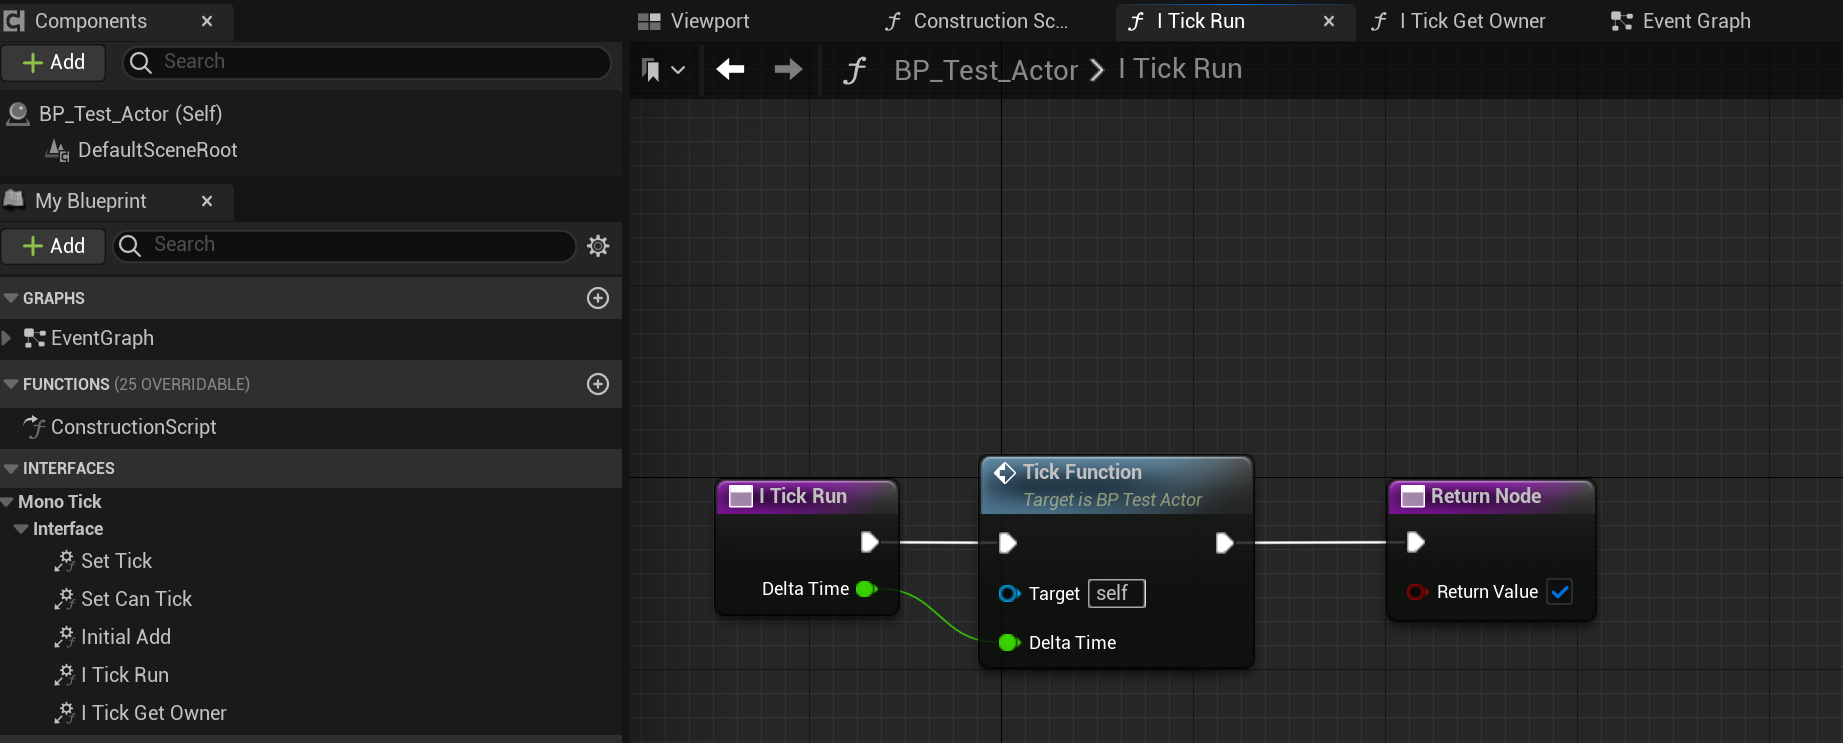 Components
Add
Search
BP_Test_Actor (Self)
DefaultSceneRoot
My Blueprint
Add
Search
GRAPHS
EventGraph
FUNCTIONS (25 OVERRIDABLE)
ConstructionScript
INTERFACES
Mono Tick
Interface
Set Tick
Set Can Tick
Initial Add
I Tick Run
I Tick Get Owner
Viewport
Construction Sc...
I Tick Run
I Tick Get Owner
Event Graph
BP_Test_Actor > I Tick Run
I Tick Run
Delta Time
Tick Function
Target is BP Test Actor
Target self
Delta Time
Return Node
Return Value